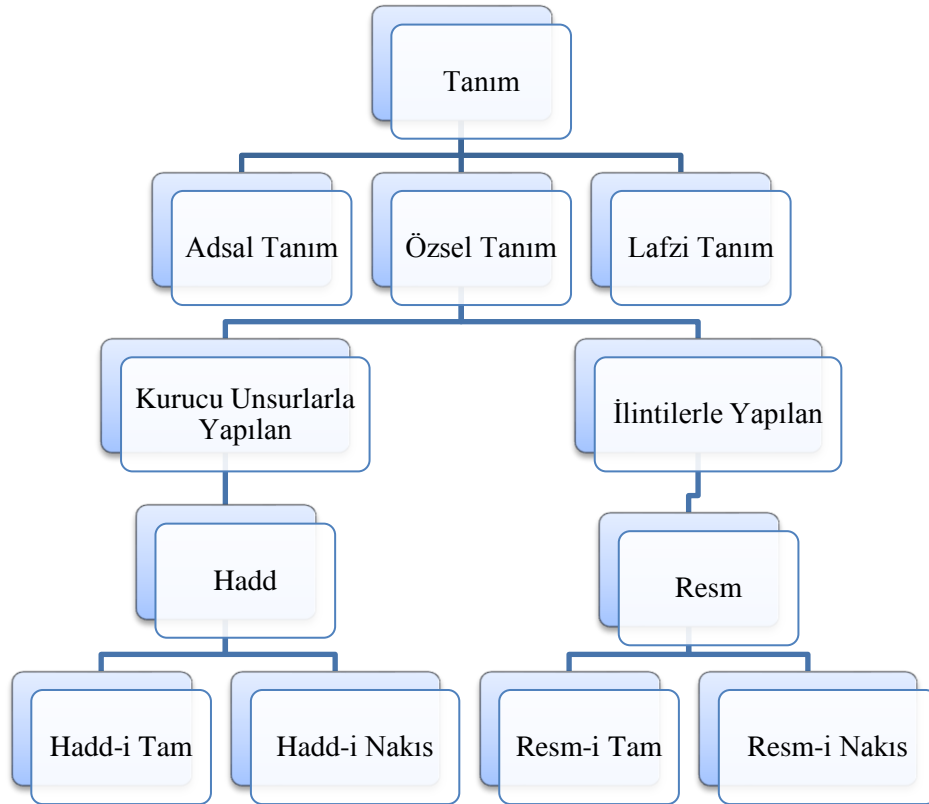 Tanım
Adsal Tanım
Özsel Tanım
Lafzi Tanım
Kurucu Unsurlarla
Yapılan
İlintilerle Yapılan
Hadd
Resm
Hadd-i Tam
Hadd-i Nakıs
Resm-i Tam
Resm-i Nakıs